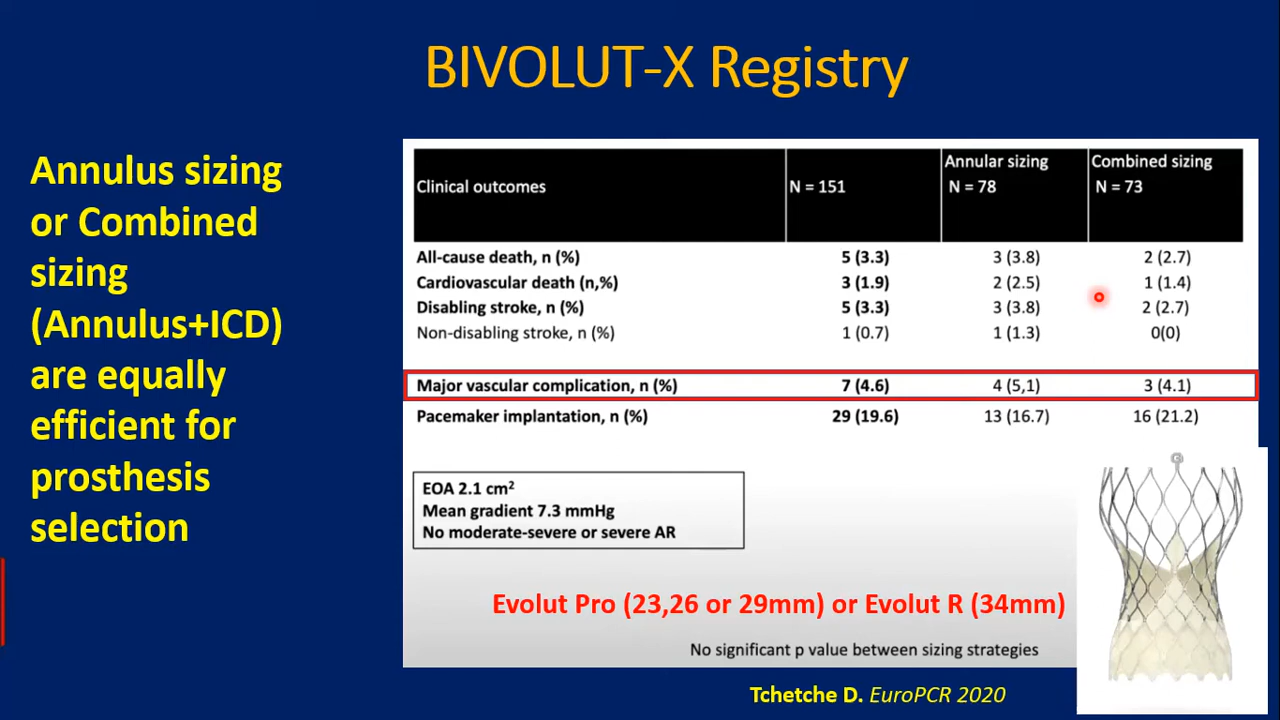 BIVOLUT-X Registry
Annulus sizing
or Combined
sizing
(Annulus+ICD)
are equally
efficient for
prosthesis
selection
Clinical outcomes N = 151 Annular sizing N = 78 Combined sizing N = 73
All-cause death, n (%) 5 (3.3) 3 (3.8) 2 (2.7)
Cardiovascular death (n,%) 3 (1.9) 2 (2.5) 1 (1.4)
Disabling stroke, n (%) 5 (3.3) 3 (3.8) 2 (2.7)
Non-disabling stroke, n (%) 1 (0.7) 1 (1.3) 0(0)
Major vascular complication, n (%) 7 (4.6) 4 (5,1) 3 (4.1)
Pacemaker implantation, n (%) 29 (19.6) 13 (16.7) 16 (21.2)
EOA 2.1 cm²
Mean gradient 7.3 mmHg
No moderate-severe or severe AR
Evolut Pro (23,26 or 29mm) or Evolut R (34mm)
No significant p value between sizing strategies
Tchetche D. EuroPCR 2020